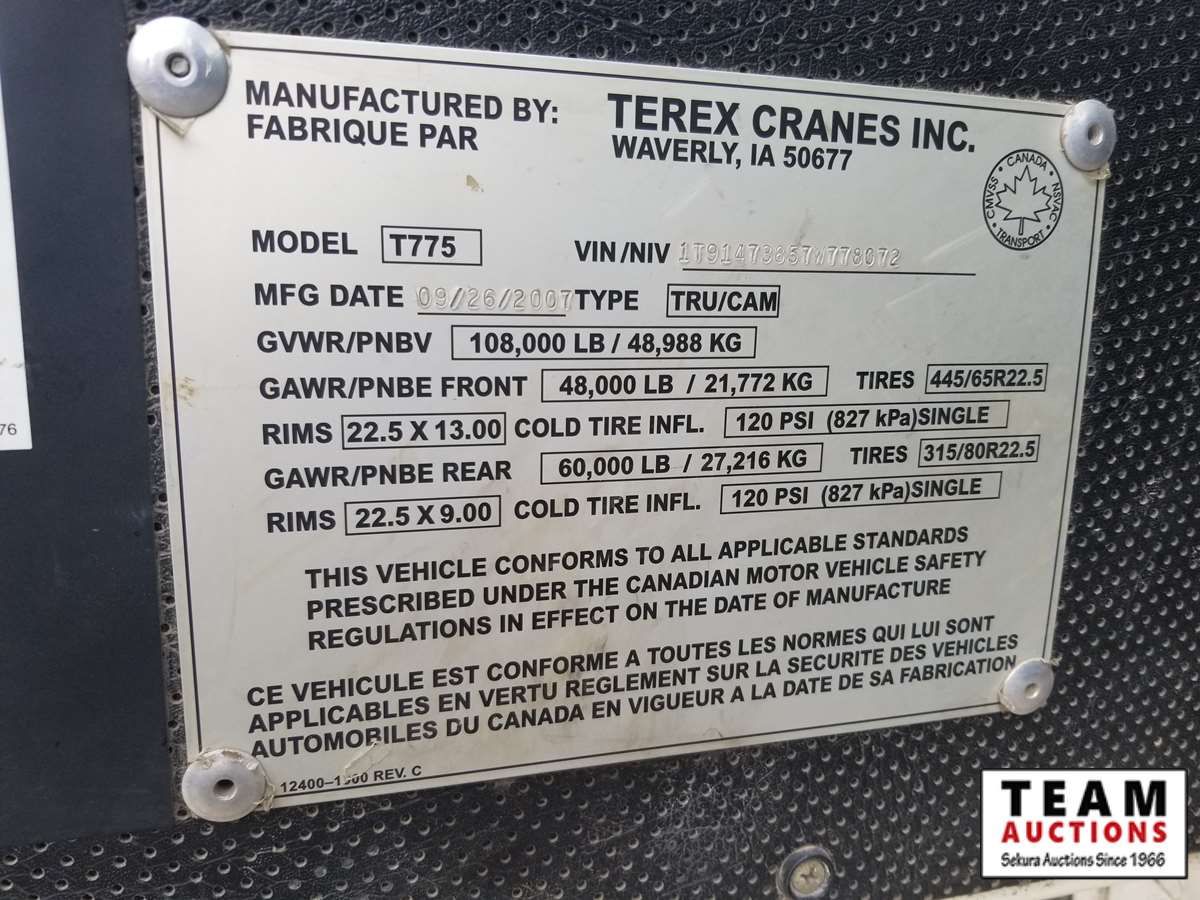 MANUFACTURED BY: TEREX CRANES INC.
FABRIQUE PAR WAVERLY, IA 50677
CANADA
CMVSS NSVAC
TRANSPORT
MODEL T775 VIN/NIV 1T91473857W778072
MFG DATE 09/26/2007 TYPE TRU/CAM
GVWR/PNBV 108,000 LB / 48,988 KG
GAWR/PNBE FRONT 48,000 LB / 21,772 KG TIRES 445/65R22.5
RIMS 22.5 X 13.00 COLD TIRE INFL. 120 PSI (827 kPa)SINGLE
GAWR/PNBE REAR 60,000 LB / 27,216 KG TIRES 315/80R22.5
RIMS 22.5 X 9.00 COLD TIRE INFL. 120 PSI (827 kPa)SINGLE
THIS VEHICLE CONFORMS TO ALL APPLICABLE STANDARDS
PRESCRIBED UNDER THE CANADIAN MOTOR VEHICLE SAFETY
REGULATIONS IN EFFECT ON THE DATE OF MANUFACTURE
CE VEHICULE EST CONFORME A TOUTES LES NORMES QUI LUI SONT
APPLICABLES EN VERTU REGLEMENT SUR LA SECURITE DES VEHICLES
AUTOMOBILES DU CANADA EN VIGUEUR A LA DATE DE SA FABRICATION
REV. C
76
TEAM
AUCTIONS
Sekura Auctions Since 1966